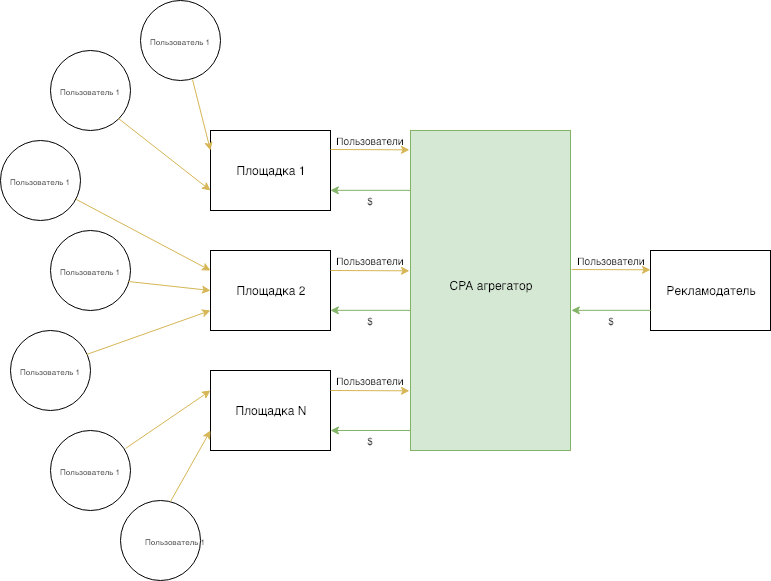 Пользователь 1
Пользователь 1
Пользователь 1
Пользователь 1
Пользователь 1
Пользователь 1
Пользователь 1
Площадка 1
Пользователи
$
Площадка 2
Пользователи
$
Площадка N
Пользователи
$
CPA агрегатор
Пользователи
$
Рекламодатель